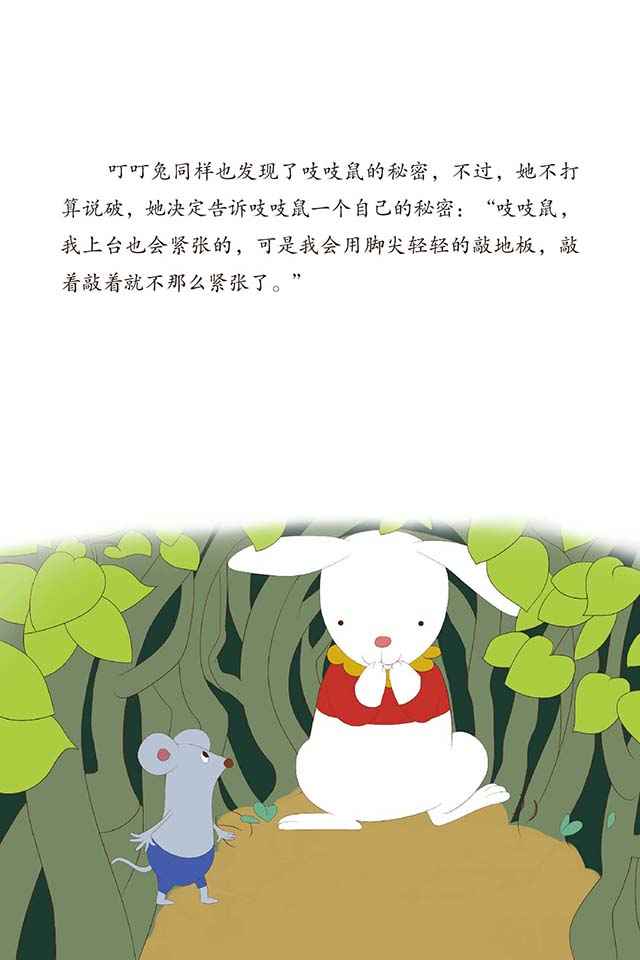 叮叮兔同样也发现了吱吱鼠的秘密，不过，她不打
算说破，她决定告诉吱吱鼠一个自己的秘密：“吱吱鼠，
我上台也会紧张的，可是我会用脚尖轻轻的敲地板，敲
着敲着就不那么紧张了。”